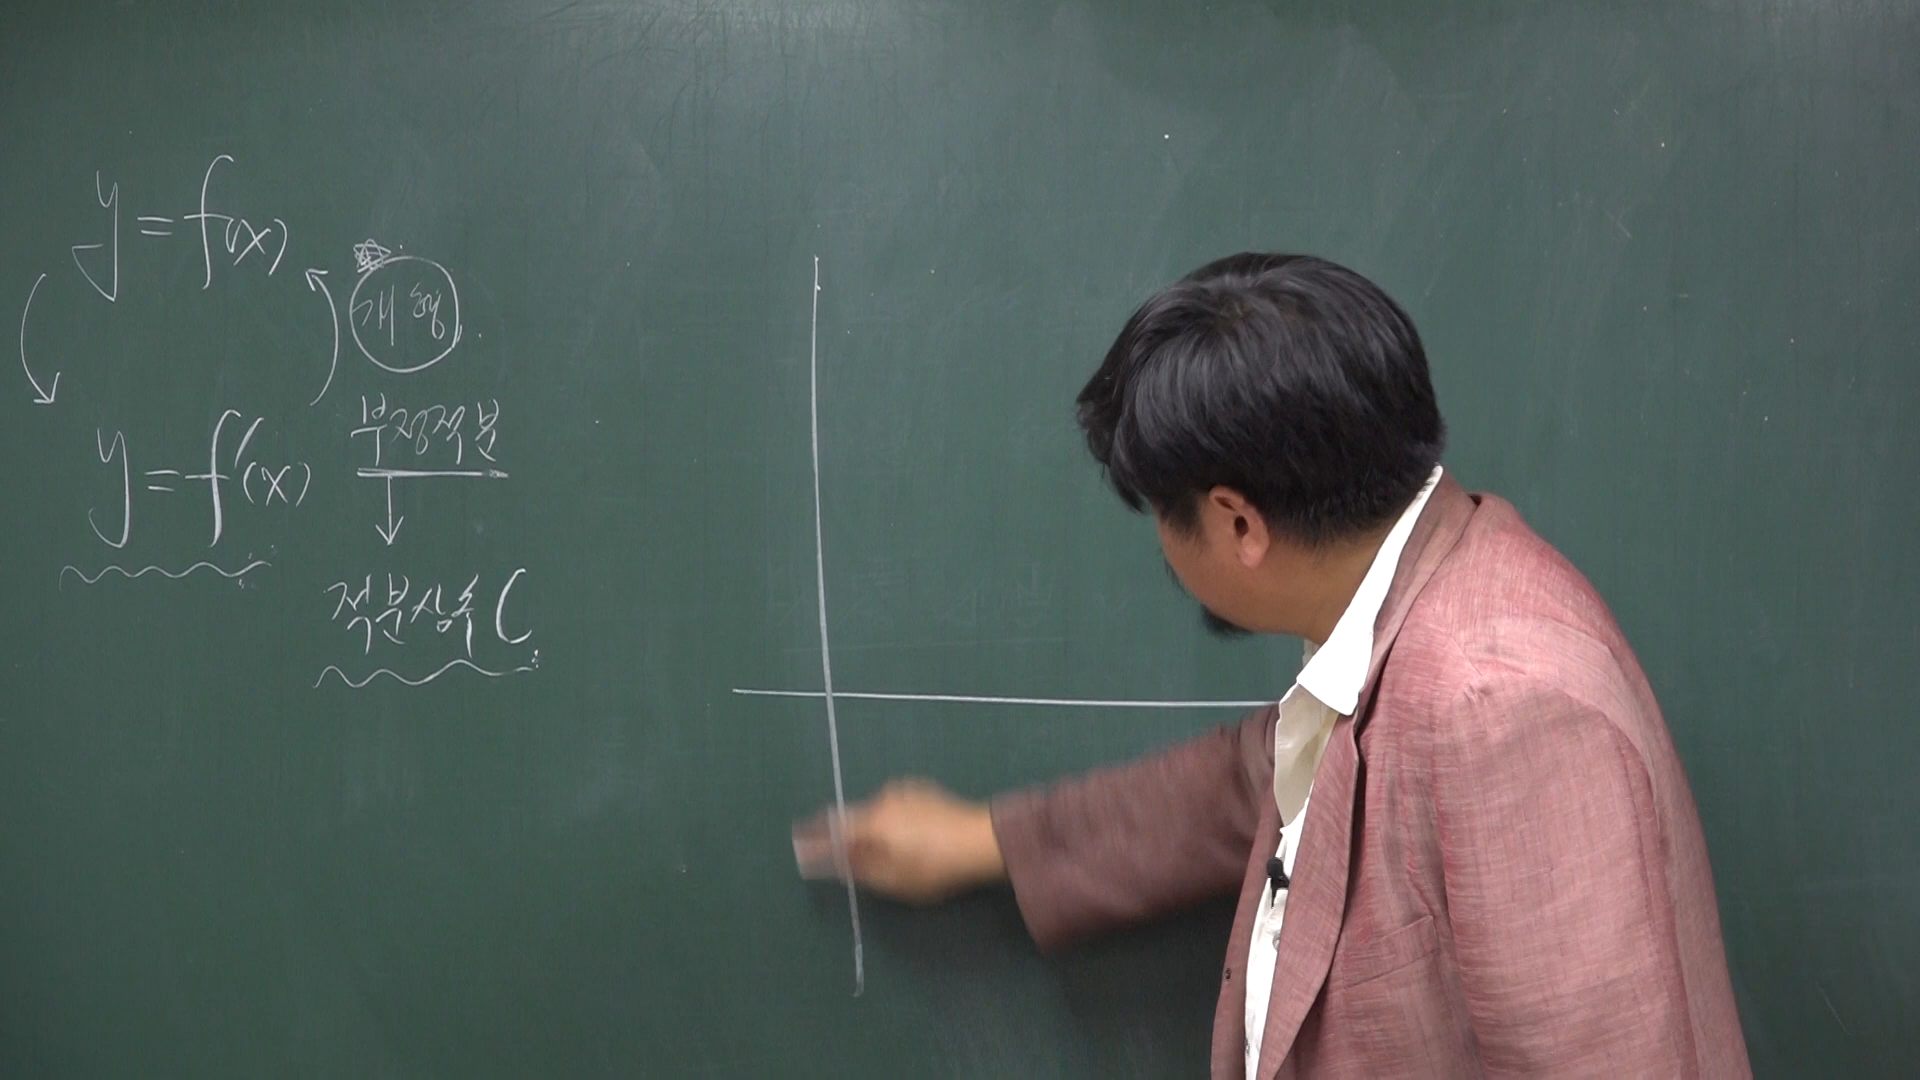 y = f(x)
개형
y = f'(x)
부정적분
적분상수 C